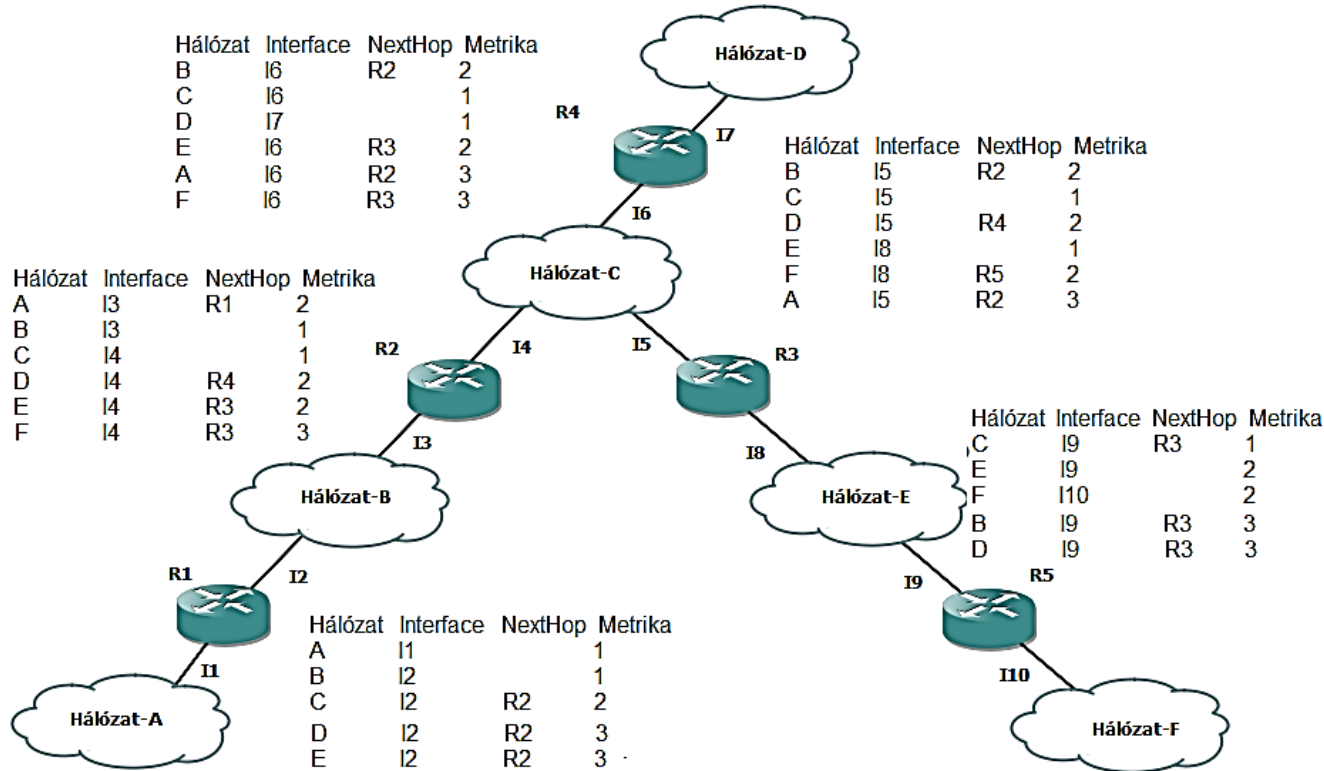 Hálózat-D
Hálózat Interface NextHop Metrika
B I6 R2 2
C I6 1
D I7 1
E I6 R3 2
A I6 R2 3
F I6 R3 3
R4
I7
I6
Hálózat Interface NextHop Metrika
B I5 R2 2
C I5 1
D I5 R4 2
E I8 1
F I8 R5 2
A I5 R2 3
Hálózat-C
Hálózat Interface NextHop Metrika
A I3 R1 2
B I3 1
C I4 1
D I4 R4 2
E I4 R3 2
F I4 R3 3
R2
I4
I5
R3
I3
I8
Hálózat Interface NextHop Metrika
C I9 R3 1
E I9 2
F I10 2
B I9 R3 3
D I9 R3 3
Hálózat-B
Hálózat-E
R1
I2
I9
R5
I1
I10
Hálózat Interface NextHop Metrika
A I1 1
B I2 1
C I2 R2 2
D I2 R2 3
E I2 R2 3
Hálózat-A
Hálózat-F